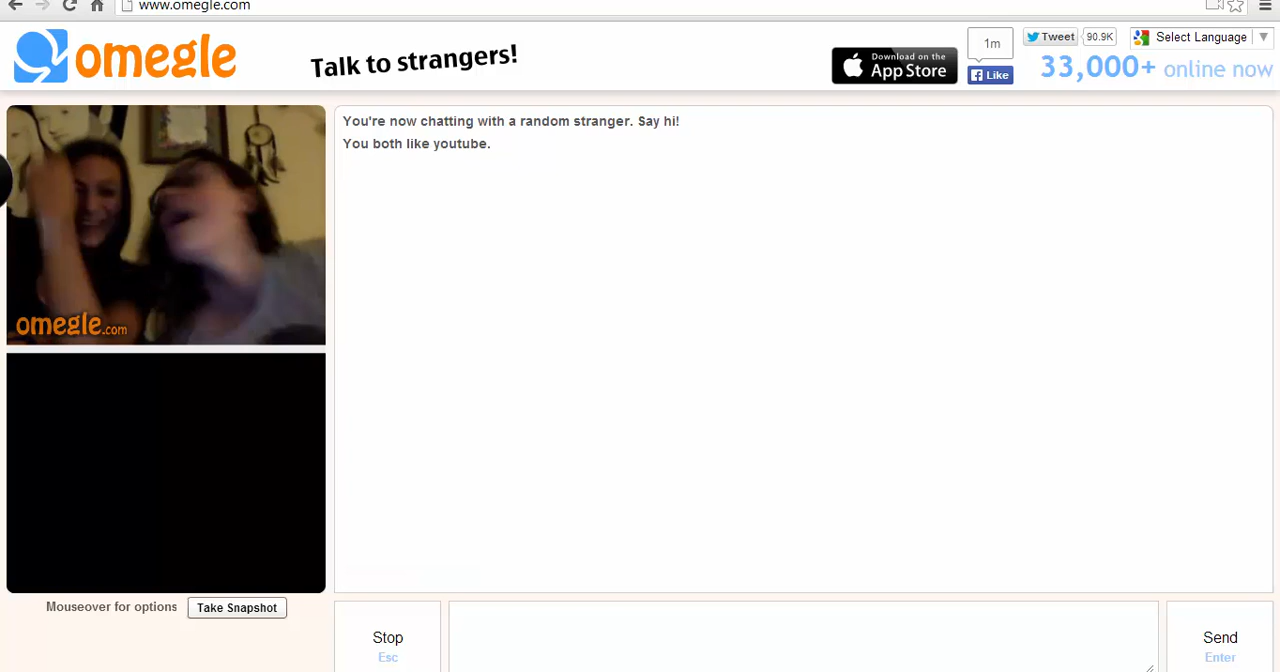 www.omegle.com
omegle
Talk to strangers!
Download on the
App Store
1m
Like
Tweet
90.9K
Select Language
33,000+ online now
You're now chatting with a random stranger. Say hi!
You both like youtube.
omegle.com
Mouseover for options
Take Snapshot
Stop
Esc
Send
Enter